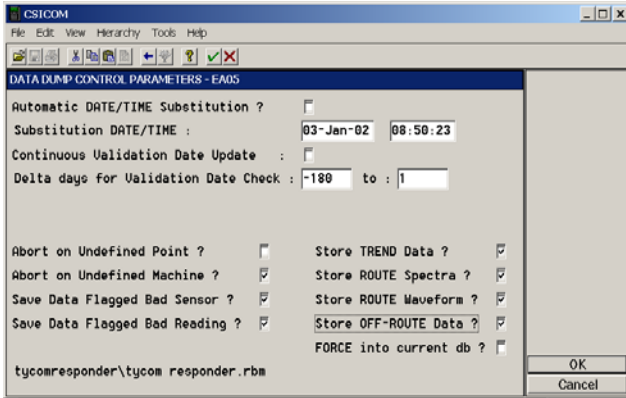 CSICOM
File Edit View Hierarchy Tools Help
DATA DUMP CONTROL PARAMETERS - EA05
Automatic DATE/TIME Substitution ?
Substitution DATE/TIME : 03-Jan-02 08:50:23
Continuous Validation Date Update :
Delta days for Validation Date Check : -180 to : 1
Abort on Undefined Point ? Store TREND Data ?
Abort on Undefined Machine ? Store ROUTE Spectra ?
Save Data Flagged Bad Sensor ? Store ROUTE Waveform ?
Save Data Flagged Bad Reading ? Store OFF-ROUTE Data ?
FORCE into current db ?
tycomresponder\tycom responder.rbm
OK
Cancel